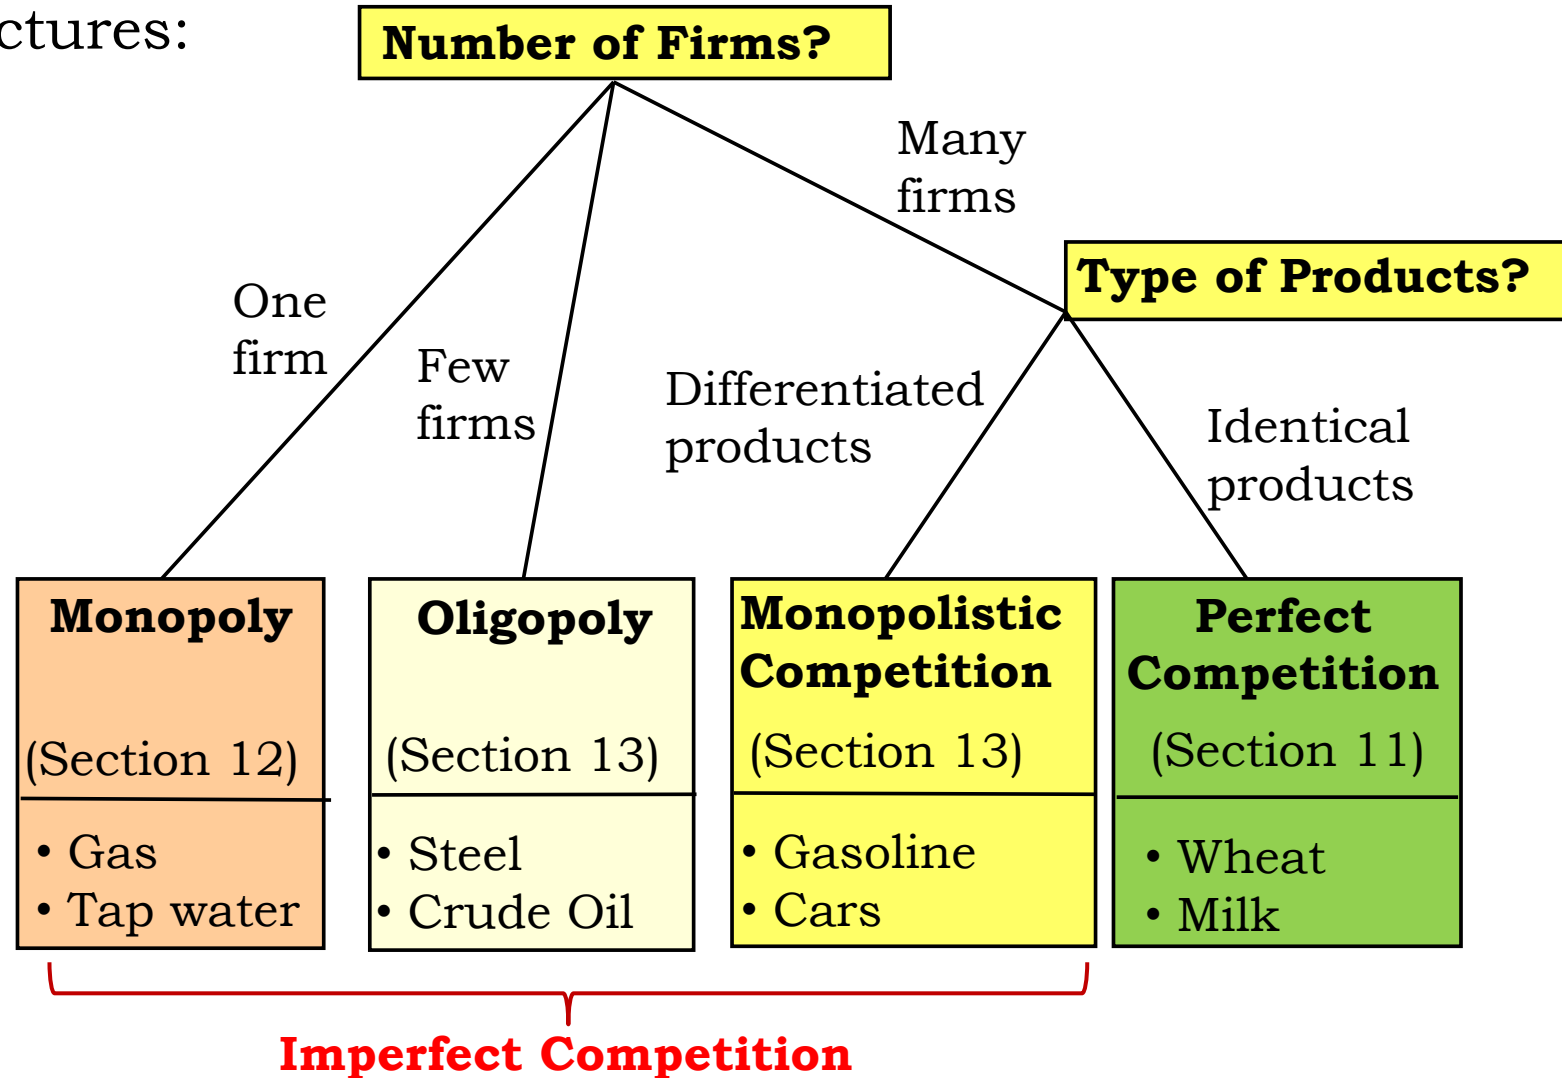 ctures:
Number of Firms?
Many
firms
Type of Products?
One
firm
Few
firms
Differentiated
products
Identical
products
Monopoly
(Section 12)
• Gas
• Tap water
Oligopoly
(Section 13)
• Steel
• Crude Oil
Monopolistic
Competition
(Section 13)
• Gasoline
• Cars
Perfect
Competition
(Section 11)
• Wheat
• Milk
Imperfect Competition